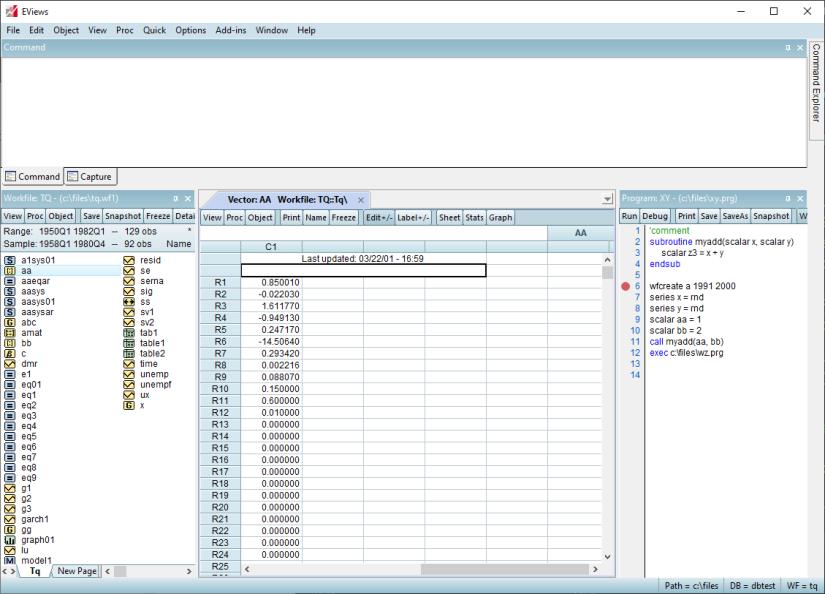 EViews
File Edit Object View Proc Quick Options Add-ins Window Help
Command
Command Explorer
Command Capture
Workfile: TQ - (c:\files\tq.wf1)
View Proc Object Save Snapshot Freeze Detai
Range: 1950Q1 1982Q1 -- 129 obs *
Sample: 1958Q1 1980Q4 -- 92 obs Name
a1sys01
aa
aaeqar
aasys
aasys01
aasysar
abc
amat
bb
c
dmr
e1
eq01
eq1
eq2
eq3
eq4
eq5
eq6
eq7
eq8
eq9
g1
g2
g3
garch1
gg
graph01
lu
model1
resid
se
serna
sig
ss
sv1
sv2
tab1
table1
table2
time
unemp
unempf
ux
x
Tq New Page
Vector: AA Workfile: TQ::Tq\
View Proc Object Print Name Freeze Edit+/- Label+/- Sheet Stats Graph
AA
C1
Last updated: 03/22/01 - 16:59
R1 0.850010
R2 -0.022030
R3 1.611770
R4 -0.949130
R5 0.247170
R6 -14.50640
R7 0.293420
R8 0.002216
R9 0.088070
R10 0.150000
R11 0.600000
R12 0.010000
R13 0.000000
R14 0.000000
R15 0.000000
R16 0.000000
R17 0.000000
R18 0.000000
R19 0.000000
R20 0.000000
R21 0.000000
R22 0.000000
R23 0.000000
R24 0.000000
R25
Program: XY - (c:\files\xy.prg)
Run Debug Print Save SaveAs Snapshot W
1 'comment
2 subroutine myadd(scalar x, scalar y)
3 scalar z3 = x + y
4 endsub
5
6 wfcreate a 1991 2000
7 series x = rnd
8 series y = rnd
9 scalar aa = 1
10 scalar bb = 2
11 call myadd(aa, bb)
12 exec c:\files\wz.prg
13
14
Path = c:\files DB = dbtest WF = tq